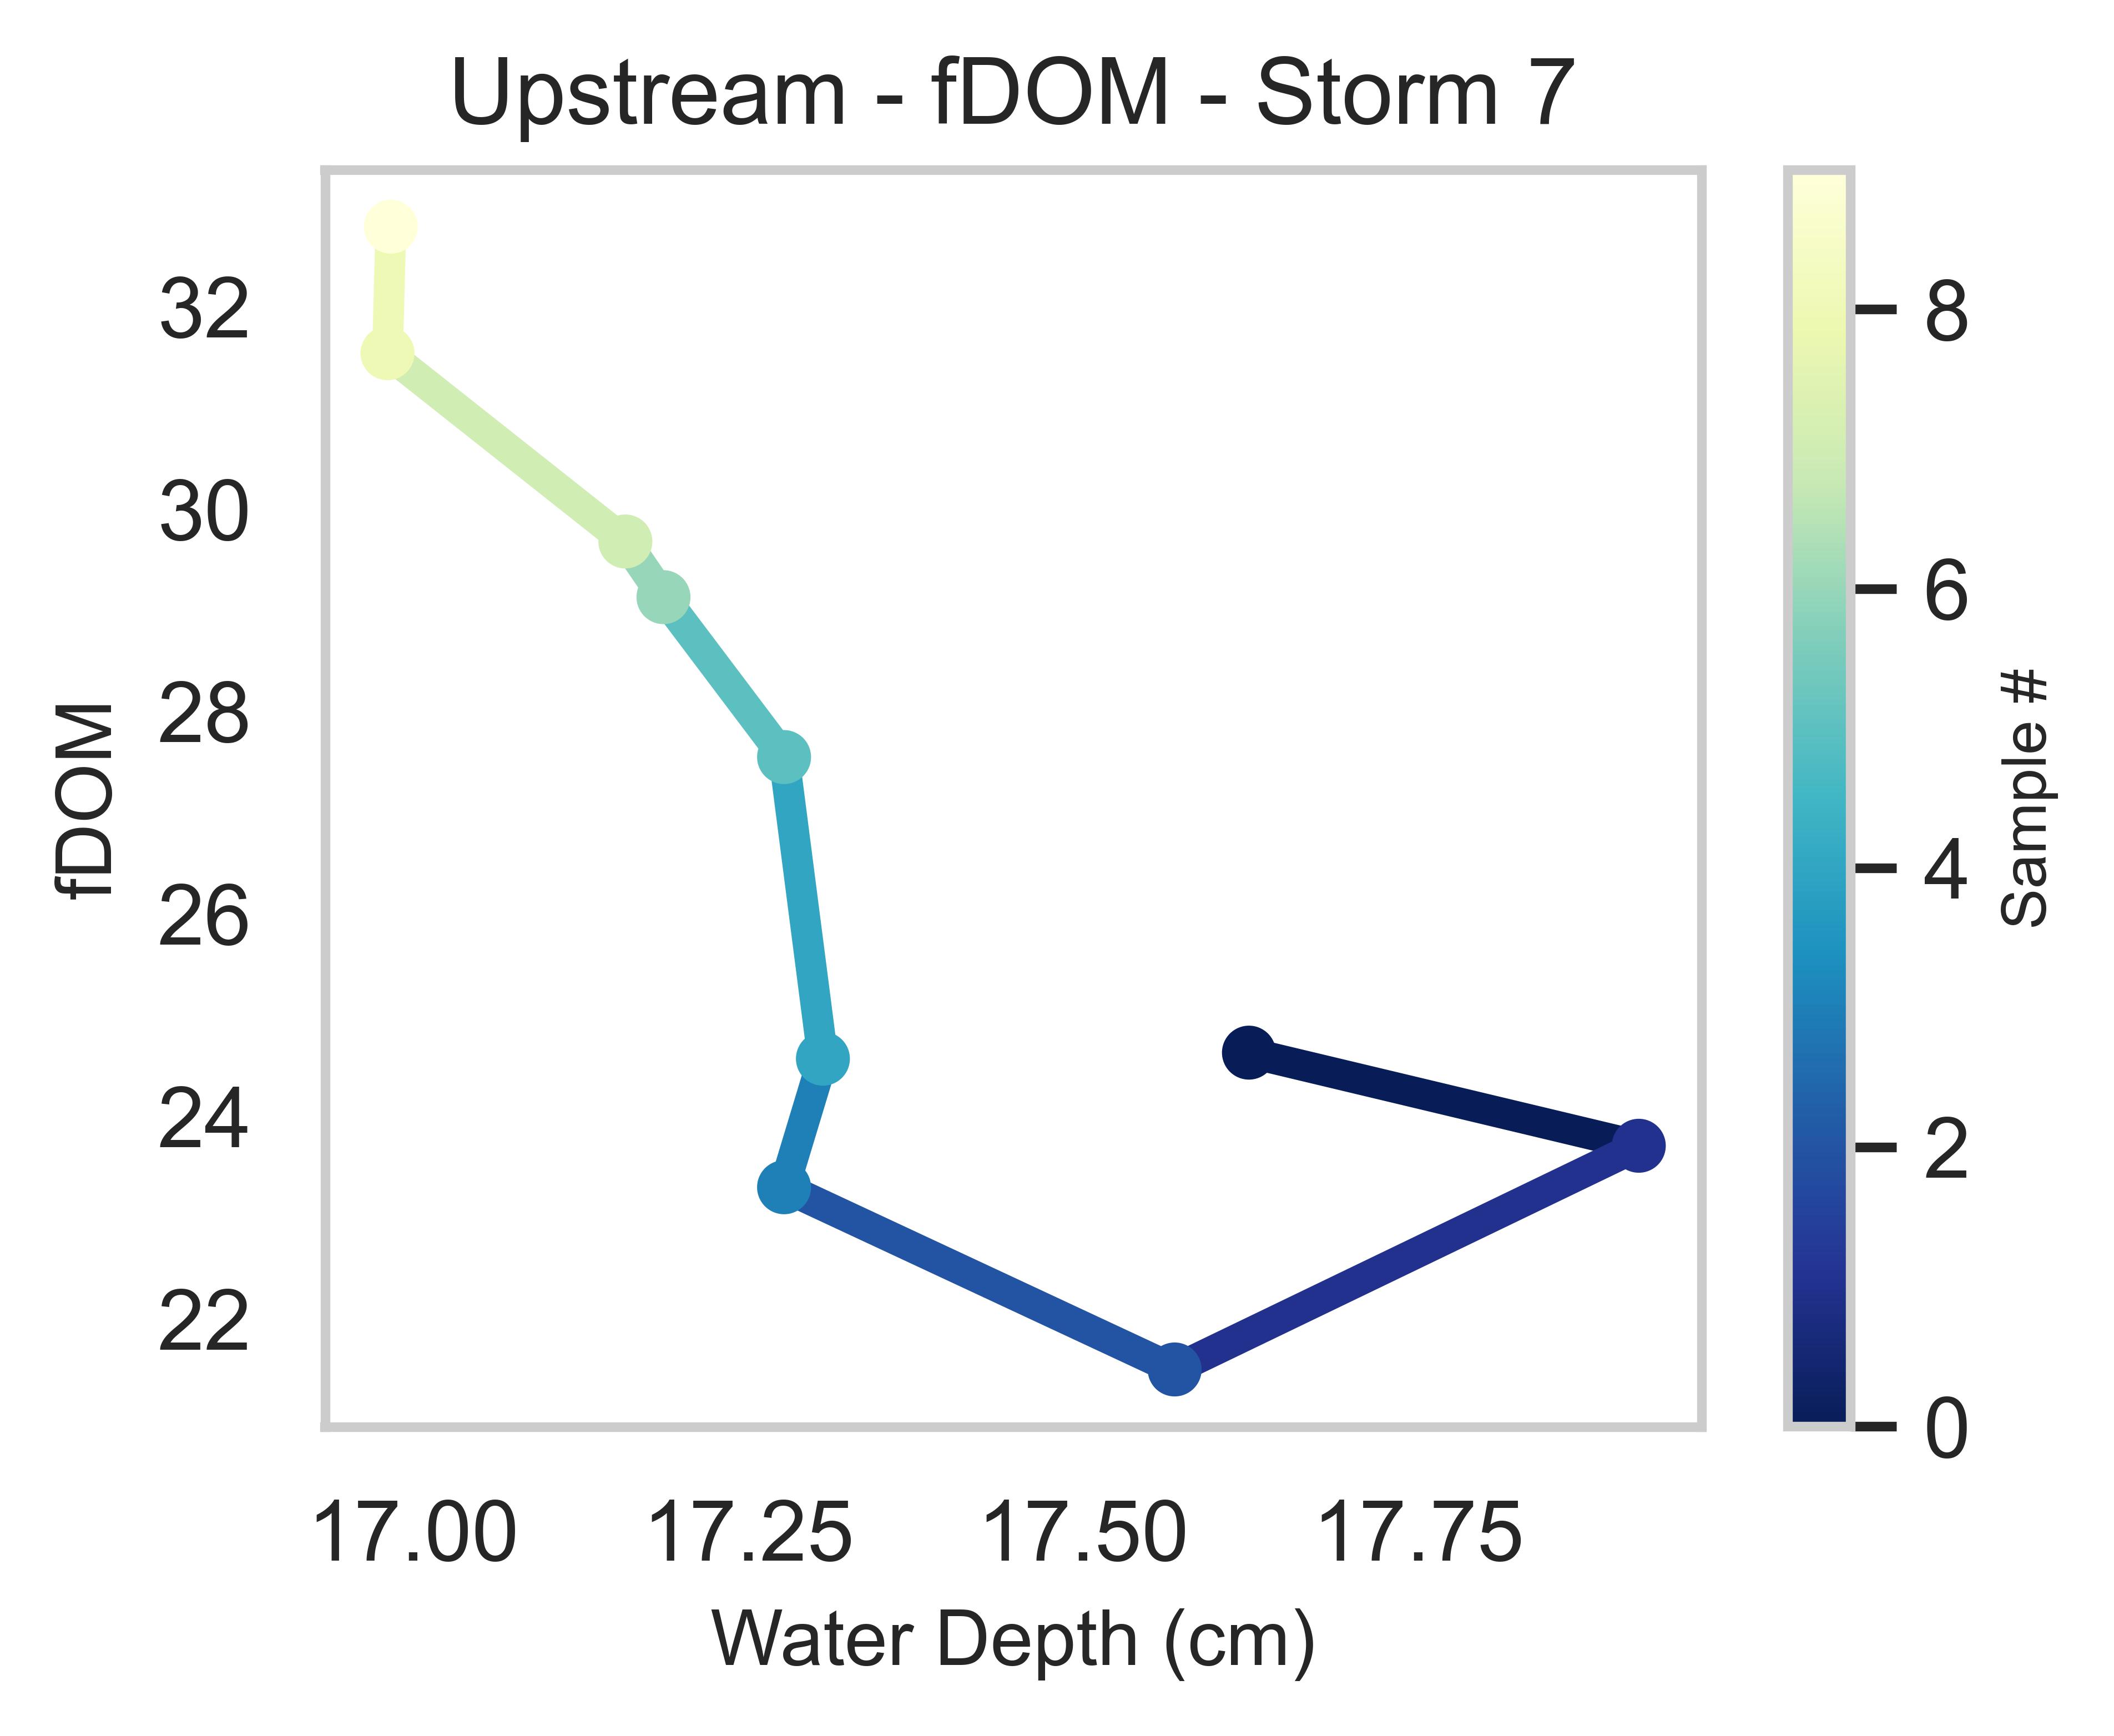 Upstream - fDOM - Storm 7
32
30
28
26
24
22
fDOM
17.00 17.25 17.50 17.75
Water Depth (cm)
8
6
4
2
0
Sample #